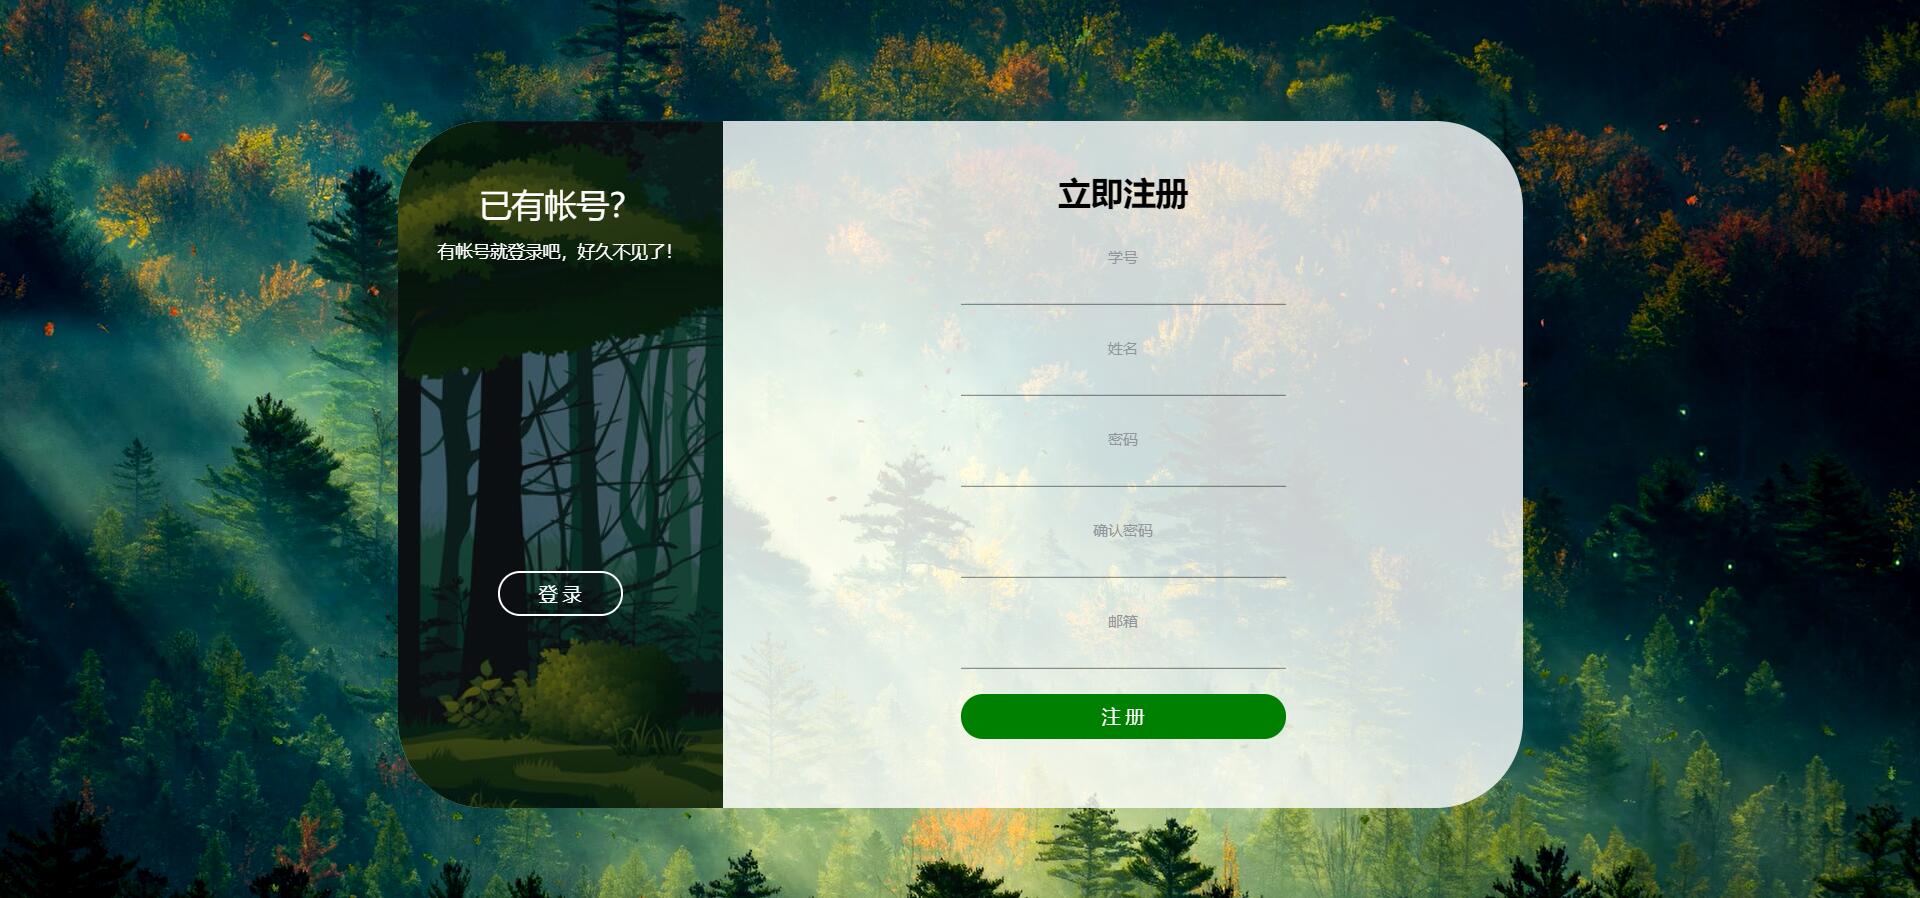 已有帐号？
有帐号就登录吧，好久不见了！
登录
立即注册
学号
姓名
密码
确认密码
邮箱
注册